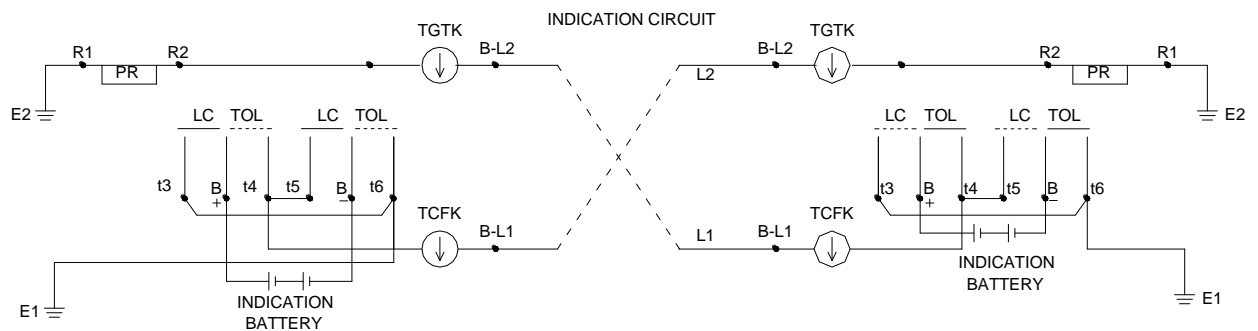 INDICATION CIRCUIT
TGTK
TGTK
R1
R2
B-L2
B-L2
R2
R1
PR
L2
PR
E2
E2
LC TOL LC TOL
LC TOL LC TOL
t3 B t4 t5 B t6
+ –
t3 B t4 t5 B t6
+ –
TCFK
TCFK
B-L1
L1
B-L1
INDICATION
BATTERY
INDICATION
BATTERY
E1
E1